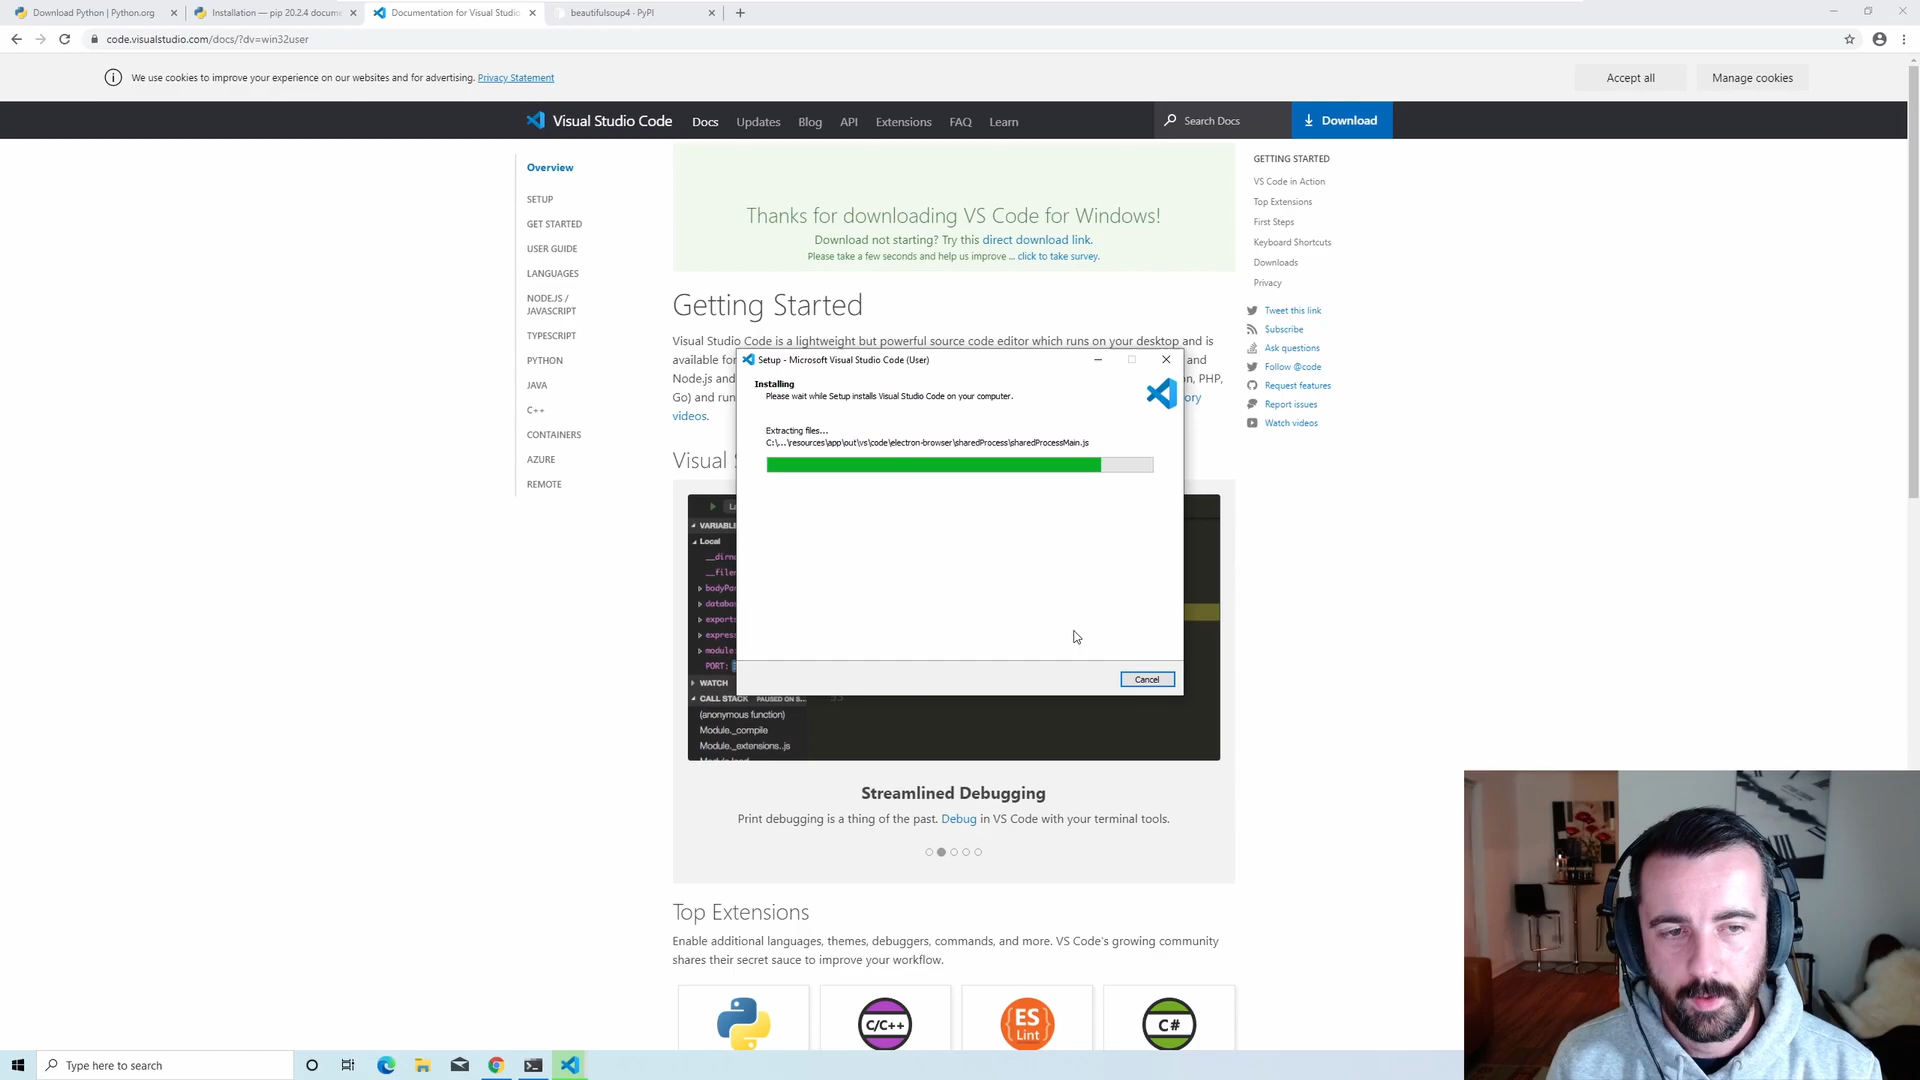 Download Python | Python.org
Installation — pip 20.2.4 docume
Documentation for Visual Studio
beautifulsoup4 · PyPI
code.visualstudio.com/docs/?dv=win32user
We use cookies to improve your experience on our websites and for advertising. Privacy Statement
Accept all
Manage cookies
Visual Studio Code
Docs
Updates
Blog
API
Extensions
FAQ
Learn
Search Docs
Download
Overview
SETUP
GET STARTED
USER GUIDE
LANGUAGES
NODE.JS /
JAVASCRIPT
TYPESCRIPT
PYTHON
JAVA
C++
CONTAINERS
AZURE
REMOTE
Thanks for downloading VS Code for Windows!
Download not starting? Try this direct download link.
Please take a few seconds and help us improve ... click to take survey.
Getting Started
Visual Studio Code is a lightweight but powerful source code editor which runs on your desktop and is
available for
and
Node.js and
n, PHP,
Go) and run
ory
videos.
Visual S
Setup - Microsoft Visual Studio Code (User)
Installing
Please wait while Setup installs Visual Studio Code on your computer.
Extracting files...
C:\...\resources\app\out\vs\code\electron-browser\sharedProcess\sharedProcessMain.js
Cancel
La
VARIABLE
Local
__dirna
__filen
bodyPa
databa
exports
expres
module
PORT:
WATCH
CALL STACK PAUSED ON S...
(anonymous function)
Module._compile
Module._extensions..js
Module.load
Streamlined Debugging
Print debugging is a thing of the past. Debug in VS Code with your terminal tools.
Top Extensions
Enable additional languages, themes, debuggers, commands, and more. VS Code's growing community
shares their secret sauce to improve your workflow.
C/C++
ES
Lint
C#
GETTING STARTED
VS Code in Action
Top Extensions
First Steps
Keyboard Shortcuts
Downloads
Privacy
Tweet this link
Subscribe
Ask questions
Follow @code
Request features
Report issues
Watch videos
Type here to search